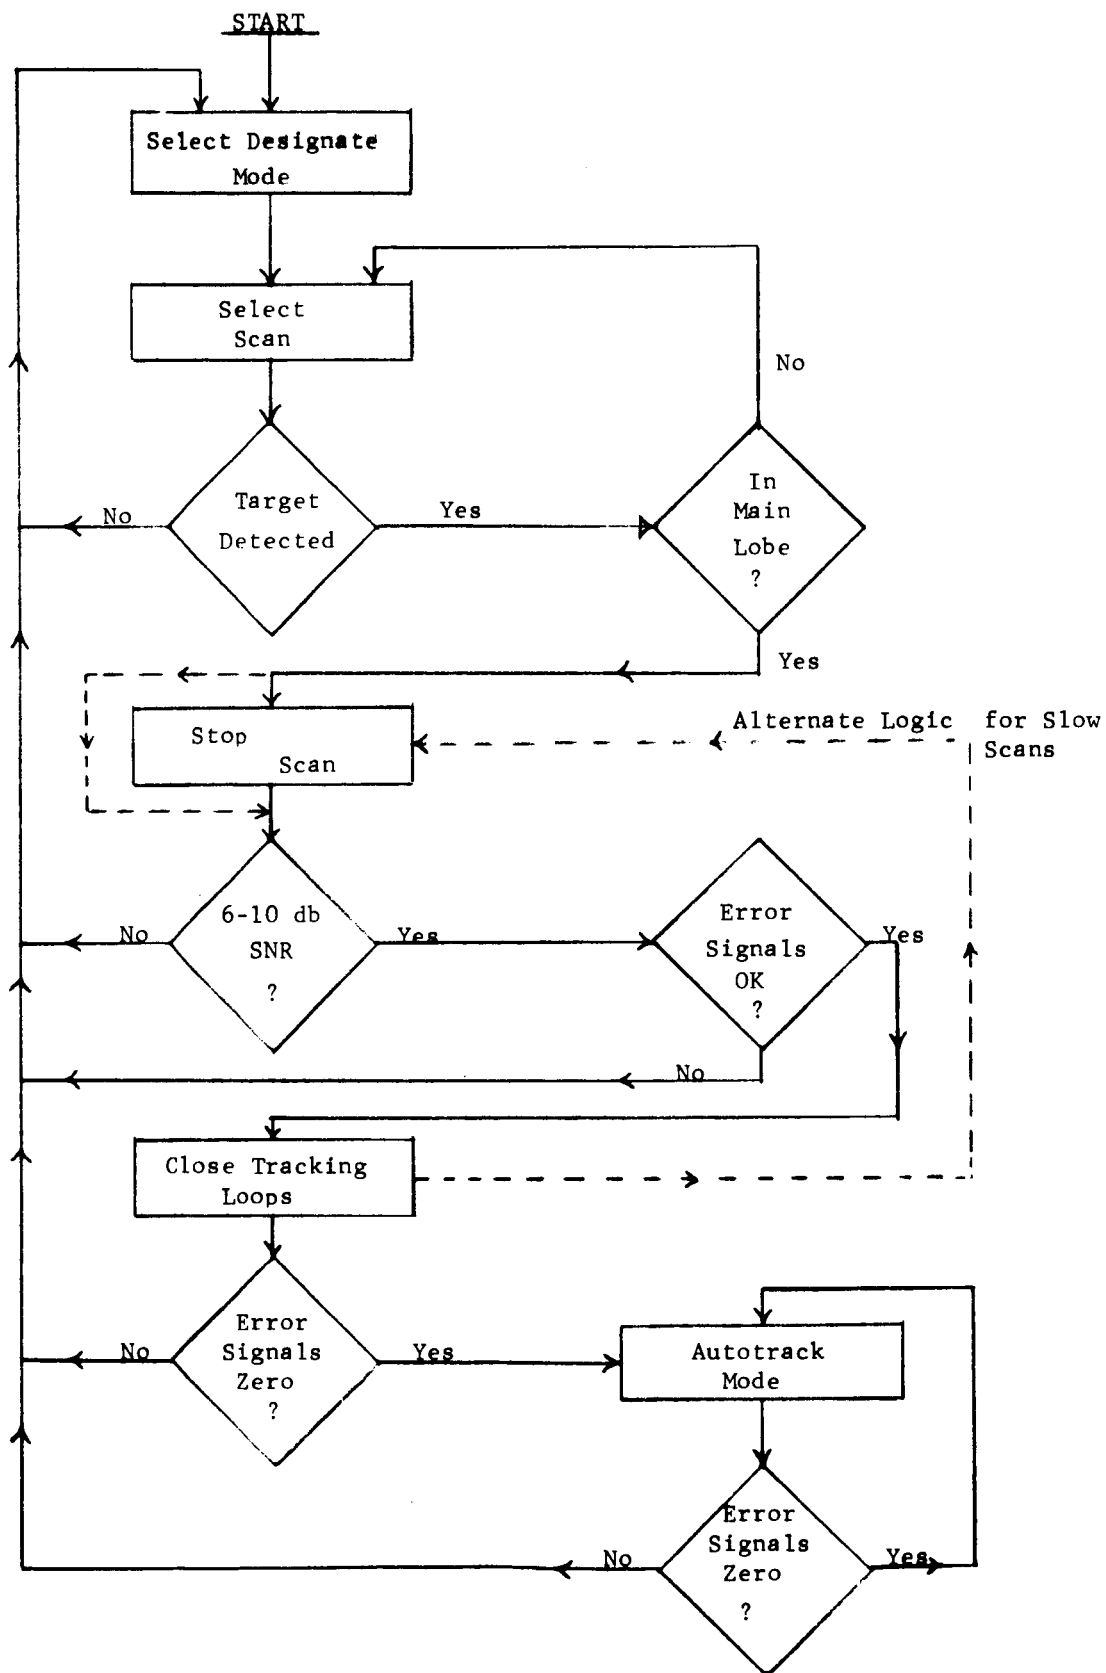 START
Select Designate
Mode
Select
Scan
No
Target
Detected
No
Yes
In
Main
Lobe
?
Yes
Stop
Scan
Alternate Logic for Slow
Scans
6-10 db
SNR
?
No
Yes
Error
Signals
OK
?
Yes
No
Close Tracking
Loops
Error
Signals
Zero
?
No
Yes
Autotrack
Mode
Error
Signals
Zero
?
No
Yes